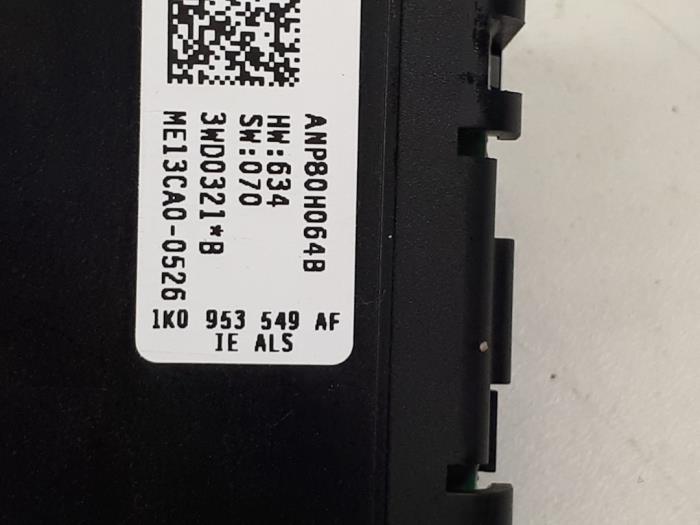 ANP80H064B
HW:634
SW:070
3WD0321*B
ME13CA0-0526
1K0 953 549 AF
IE ALS